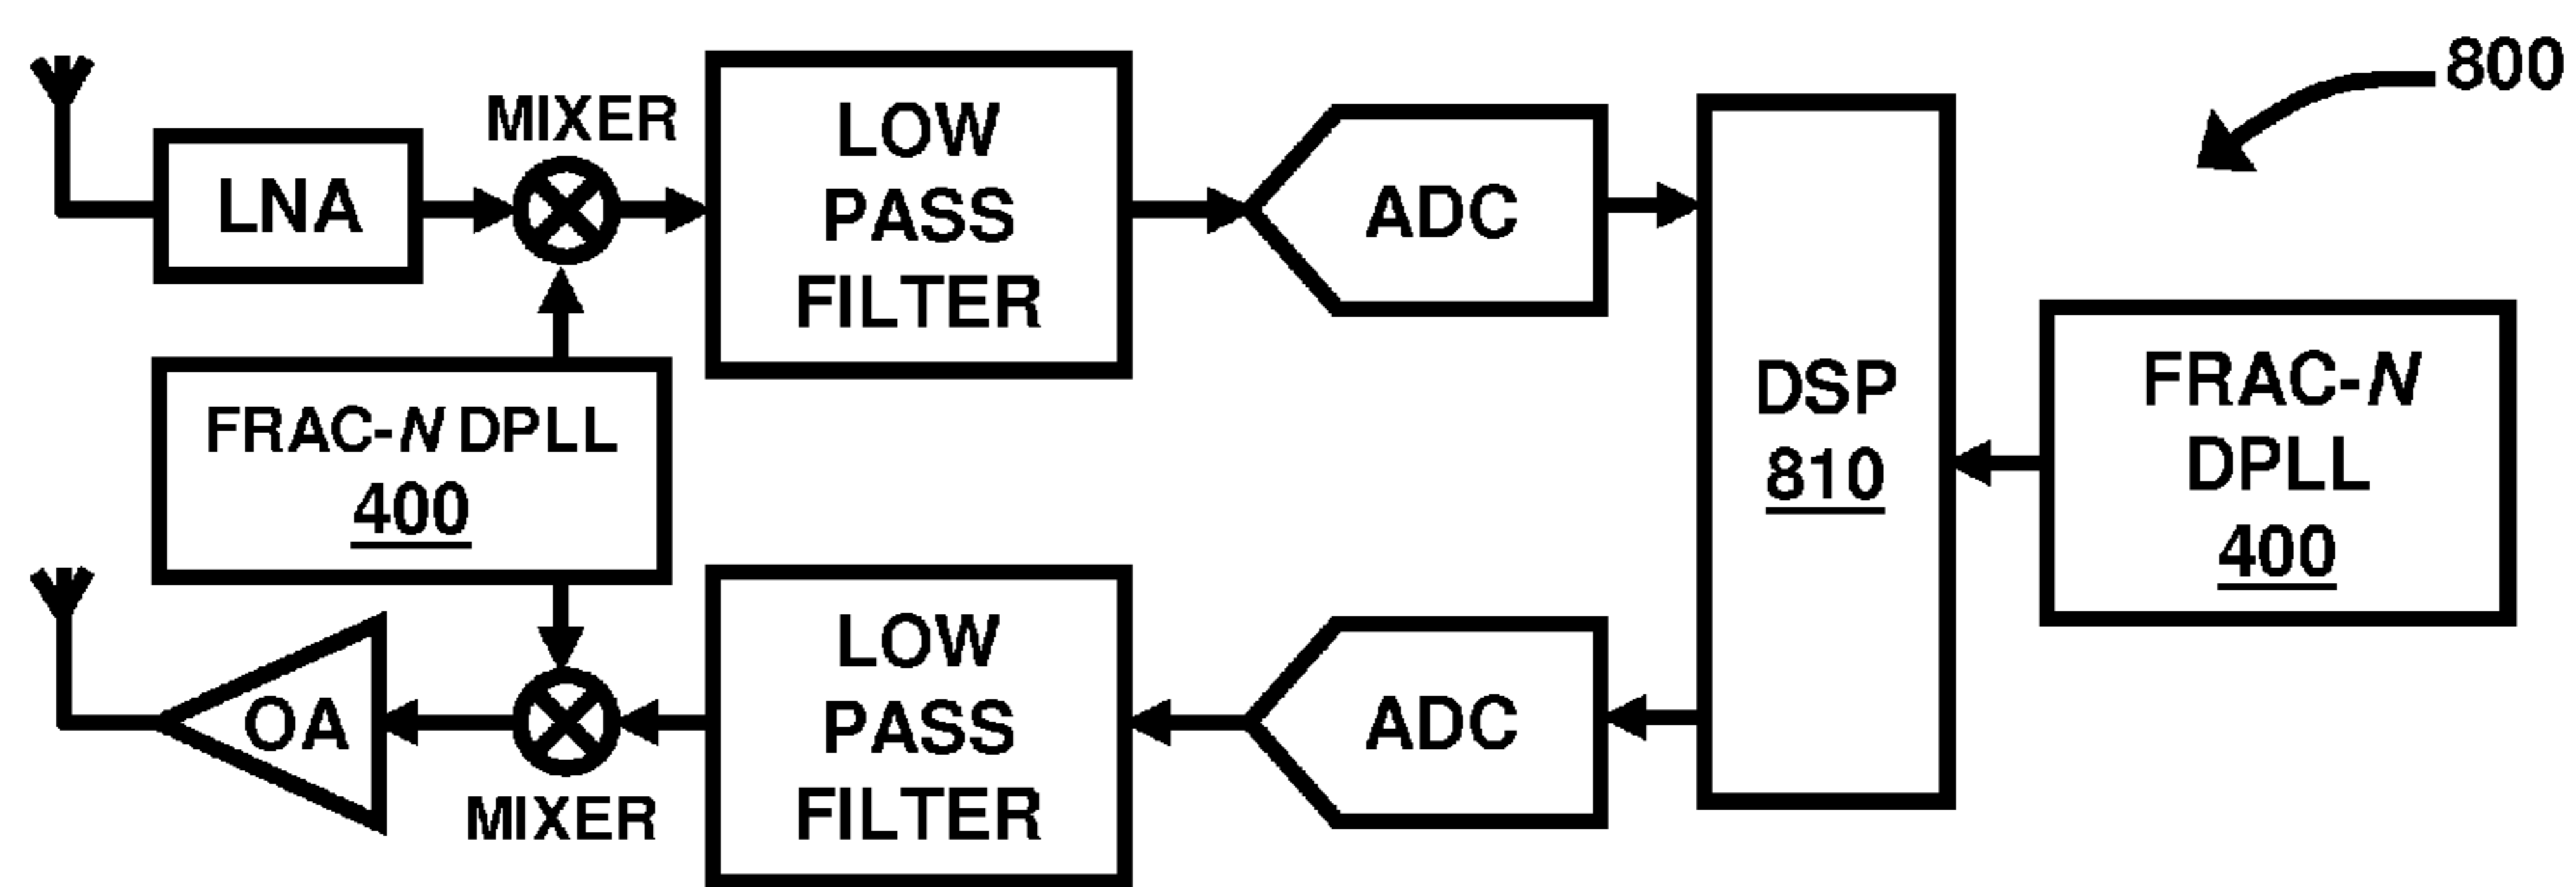 800
MIXER
LNA
LOW
PASS
FILTER
ADC
FRAC-N DPLL
400
DSP
810
FRAC-N
DPLL
400
OA
MIXER
LOW
PASS
FILTER
ADC